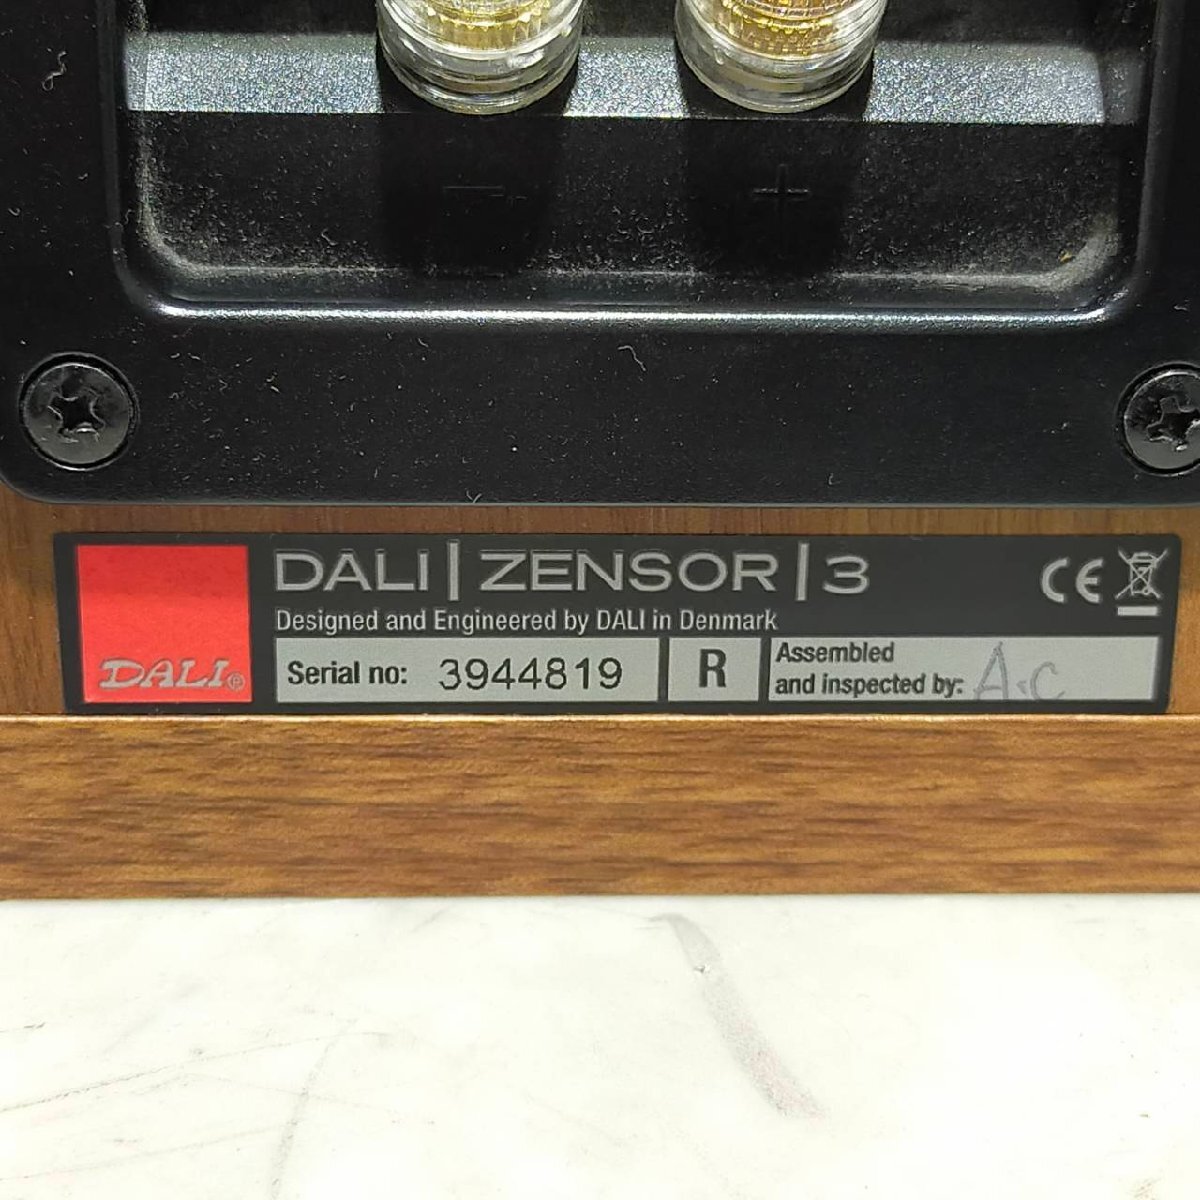 − +
DALI | ZENSOR | 3
CE
Designed and Engineered by DALI in Denmark
DALI®
Serial no: 3944819
R
Assembled
and inspected by: A.C